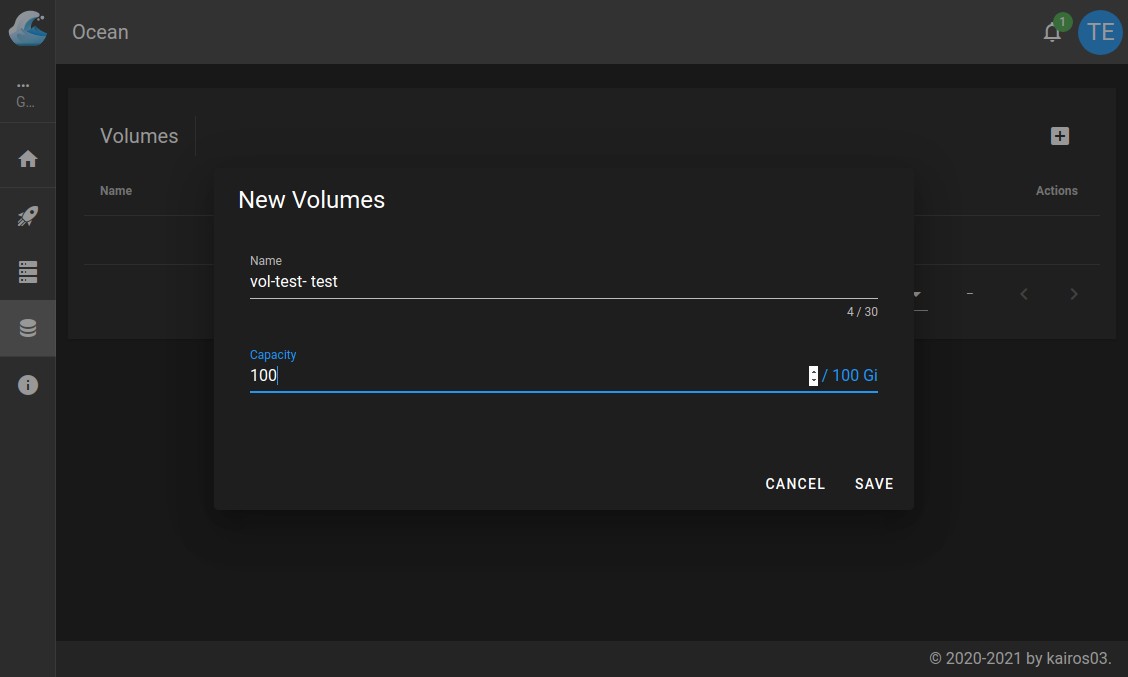 Ocean
1
TE
...
G...
Volumes
Name
Actions
New Volumes
Name
vol-test- test
4 / 30
–
Capacity
100
/ 100 Gi
CANCEL
SAVE
© 2020-2021 by kairos03.